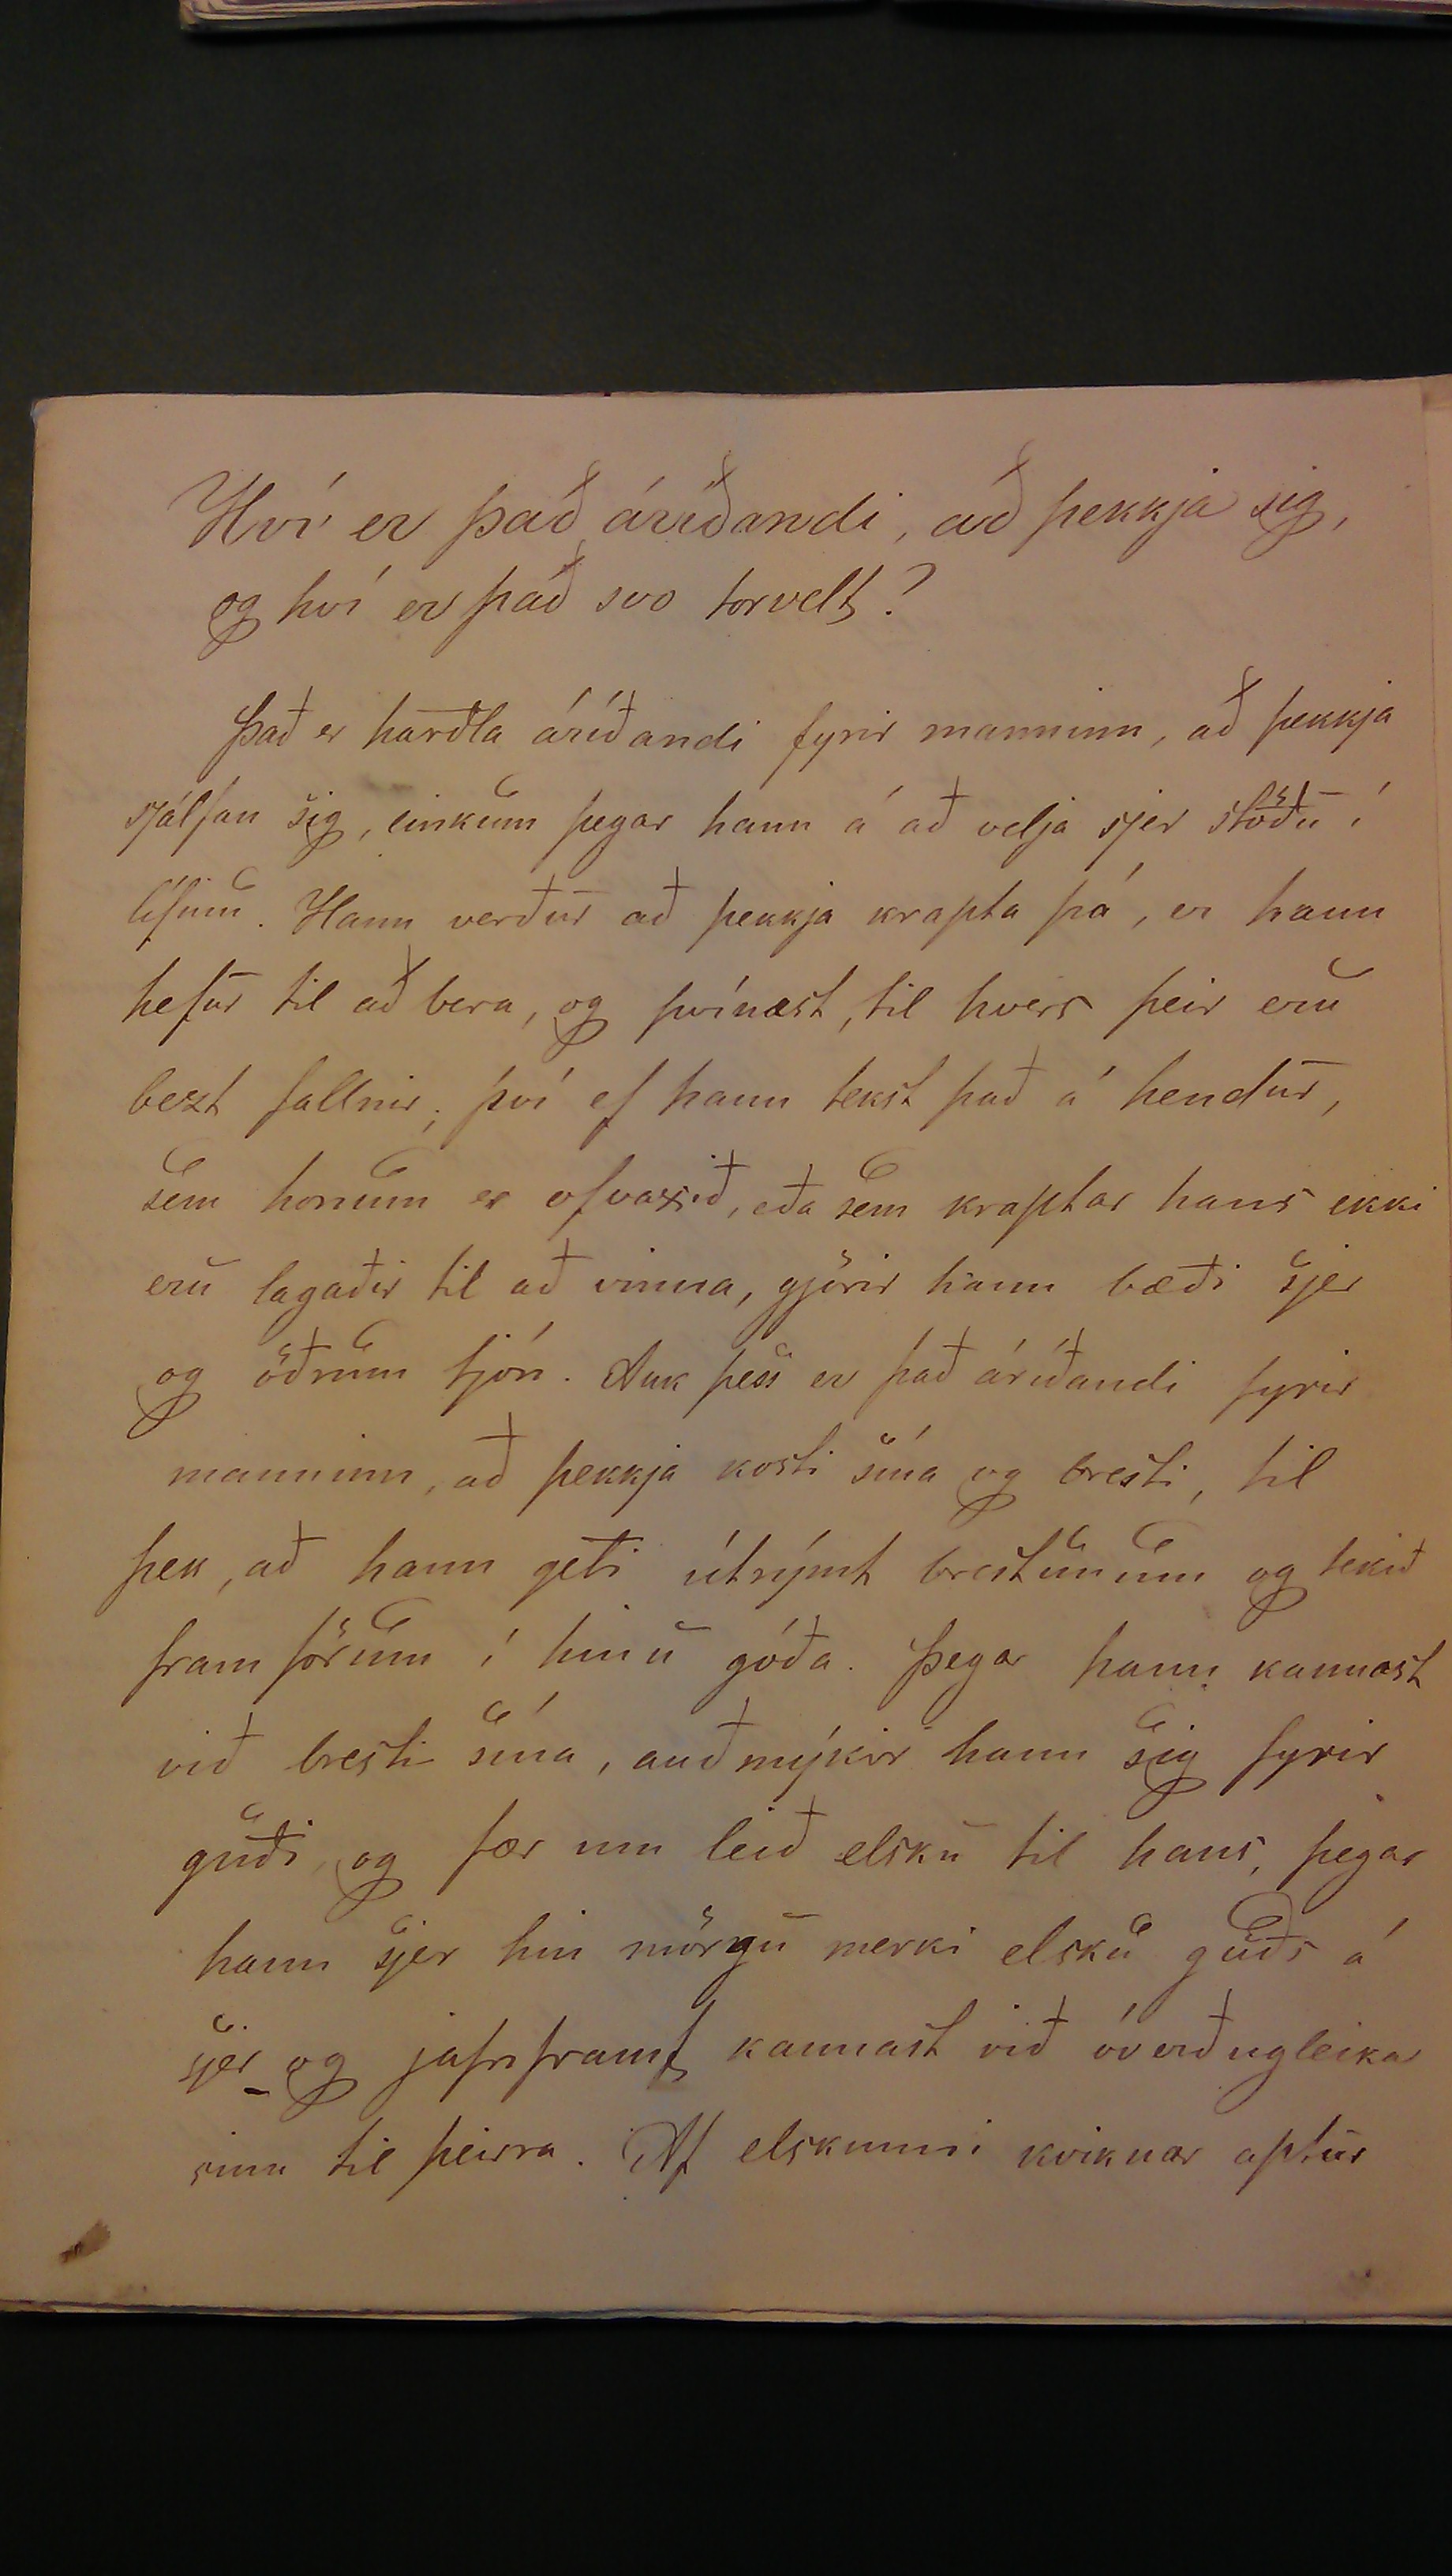 Hví er það áríðandi, að þekkja sig,
og hví er það svo torvelt?
Það er harðla áríðandi fyrir manninn, að þekkja
sjálfan sig, einkum þegar hann á að velja sjer stöðu í
lífinu. Hann verður að þekkja krapta þá, er hann
hefur til að bera, og þvínæst, til hvers þeir eru
bezt fallnir; því ef hann tekst það á hendur,
sem honum er ofvaxið, eða sem kraptar hans ekki
eru lagaðir til að vinna, gjörir hann bæði sjer
og öðrum tjón. Auk þess er það áríðandi fyrir
manninn, að þekkja kosti sína og bresti, til
þess, að hann geti útrýmt brestunum og tekið
framförum í hinu góða. Þegar hann kannast
við bresti sína, auðmýkir hann sig fyrir
guði, og fær um leið elsku til hans, þegar
hann sjer hin mörgu merki elsku guðs á
sjer og jafnframt kannast við óverðugleika
sinn til þeirra. Af elskunni kviknar aptur